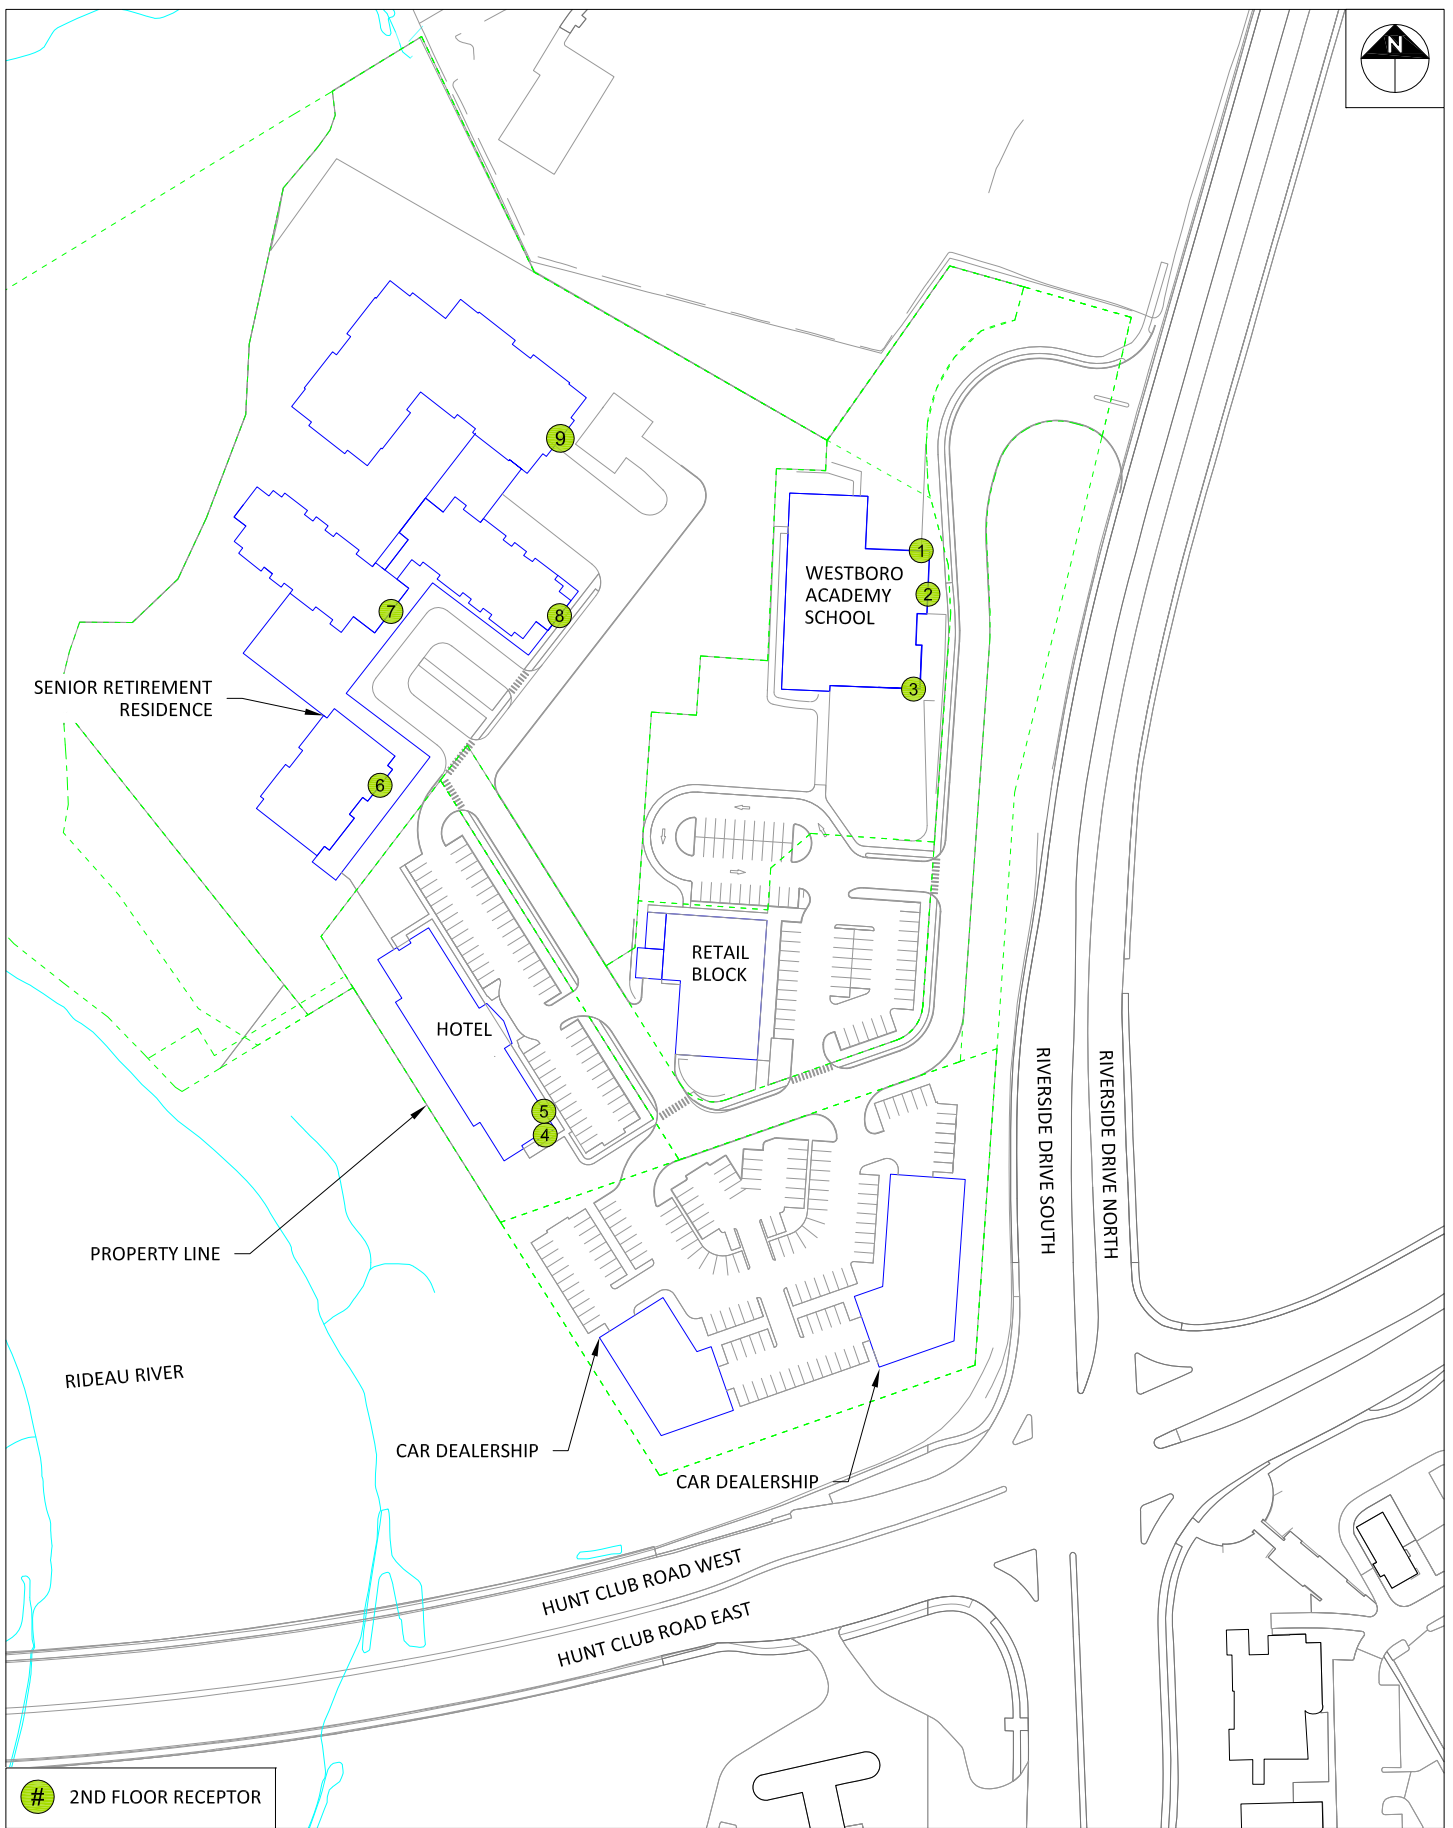 N
9
1
WESTBORO
ACADEMY
SCHOOL
2
7
8
3
SENIOR RETIREMENT
RESIDENCE
6
RETAIL
BLOCK
HOTEL
5
4
RIVERSIDE DRIVE SOUTH
RIVERSIDE DRIVE NORTH
PROPERTY LINE
RIDEAU RIVER
CAR DEALERSHIP
CAR DEALERSHIP
HUNT CLUB ROAD WEST
HUNT CLUB ROAD EAST
# 2ND FLOOR RECEPTOR